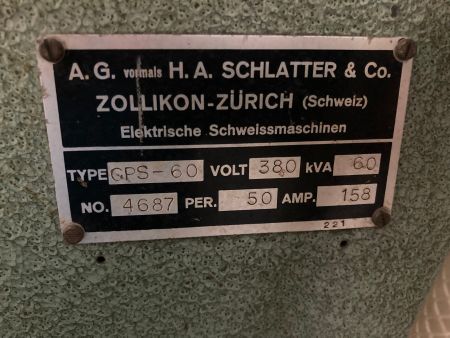 A.G. vormals H.A. SCHLATTER & Co.
ZOLLIKON-ZÜRICH (Schweiz)
Elektrische Schweissmaschinen
TYPE GPS-60 VOLT 380 kVA 60
NO. 4687 PER. 50 AMP. 158
221